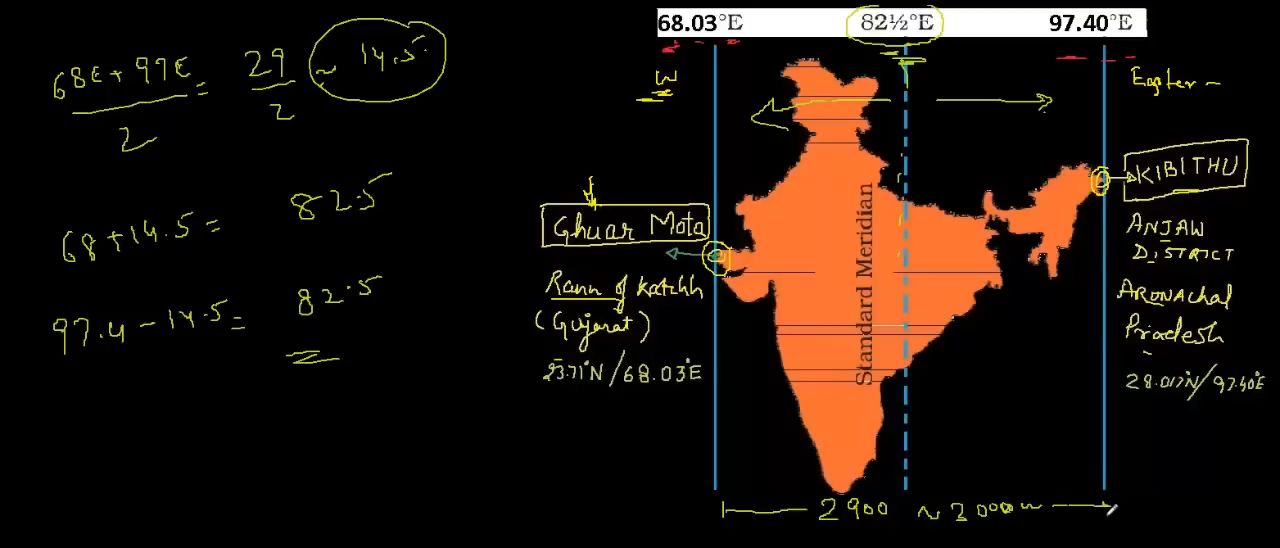 68.03°E 82½°E 97.40°E
68E + 97E = 29 ~ 14.5
2 2
W
Easter -
KIBITHU
68 + 14.5 = 82.5
Ghuar Mota
Standard Meridian
ANJAW
DISTRICT
Rann of Katchh
(Gujarat)
ARUNAchal
Pradesh
97.4 - 14.5 = 82.5
23.71°N / 68.03°E
28.017°N / 97.40°E
2900 ~ 3000